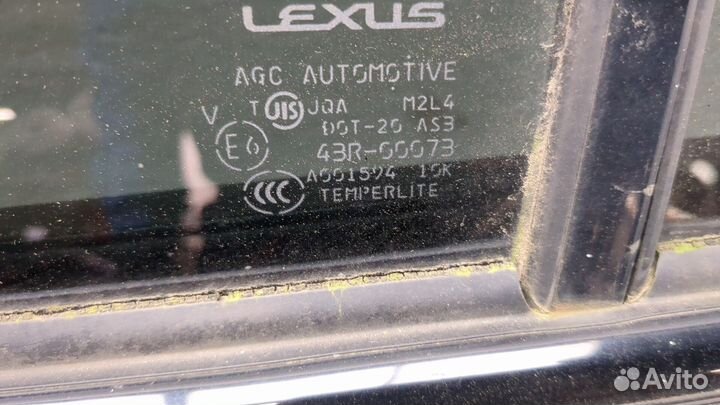 LEXUS
AGC AUTOMOTIVE
V T JIS JQA M2L4
DOT-20 AS3
E6 43R-00073
CCC A001594 10K
TEMPERLITE
Avito